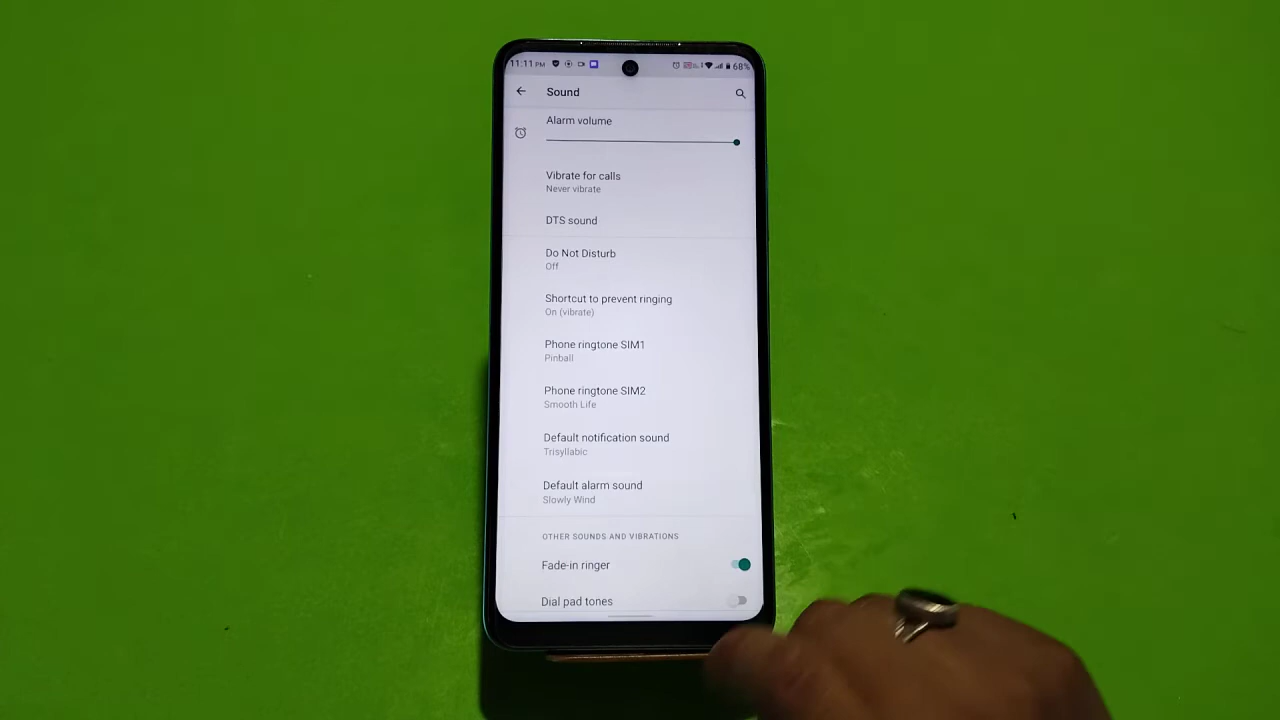 11:11 PM 68%
Sound
Alarm volume
Vibrate for calls
Never vibrate
DTS sound
Do Not Disturb
Off
Shortcut to prevent ringing
On (vibrate)
Phone ringtone SIM1
Pinball
Phone ringtone SIM2
Smooth Life
Default notification sound
Trisyllabic
Default alarm sound
Slowly Wind
OTHER SOUNDS AND VIBRATIONS
Fade-in ringer
Dial pad tones